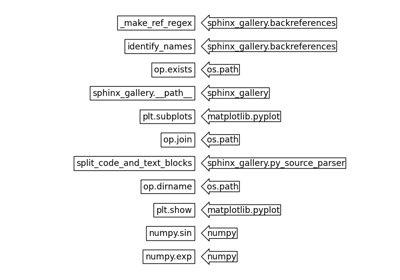 _make_ref_regex sphinx_gallery.backreferences
identify_names sphinx_gallery.backreferences
op.exists os.path
sphinx_gallery.__path__ sphinx_gallery
plt.subplots matplotlib.pyplot
op.join os.path
split_code_and_text_blocks sphinx_gallery.py_source_parser
op.dirname os.path
plt.show matplotlib.pyplot
numpy.sin numpy
numpy.exp numpy